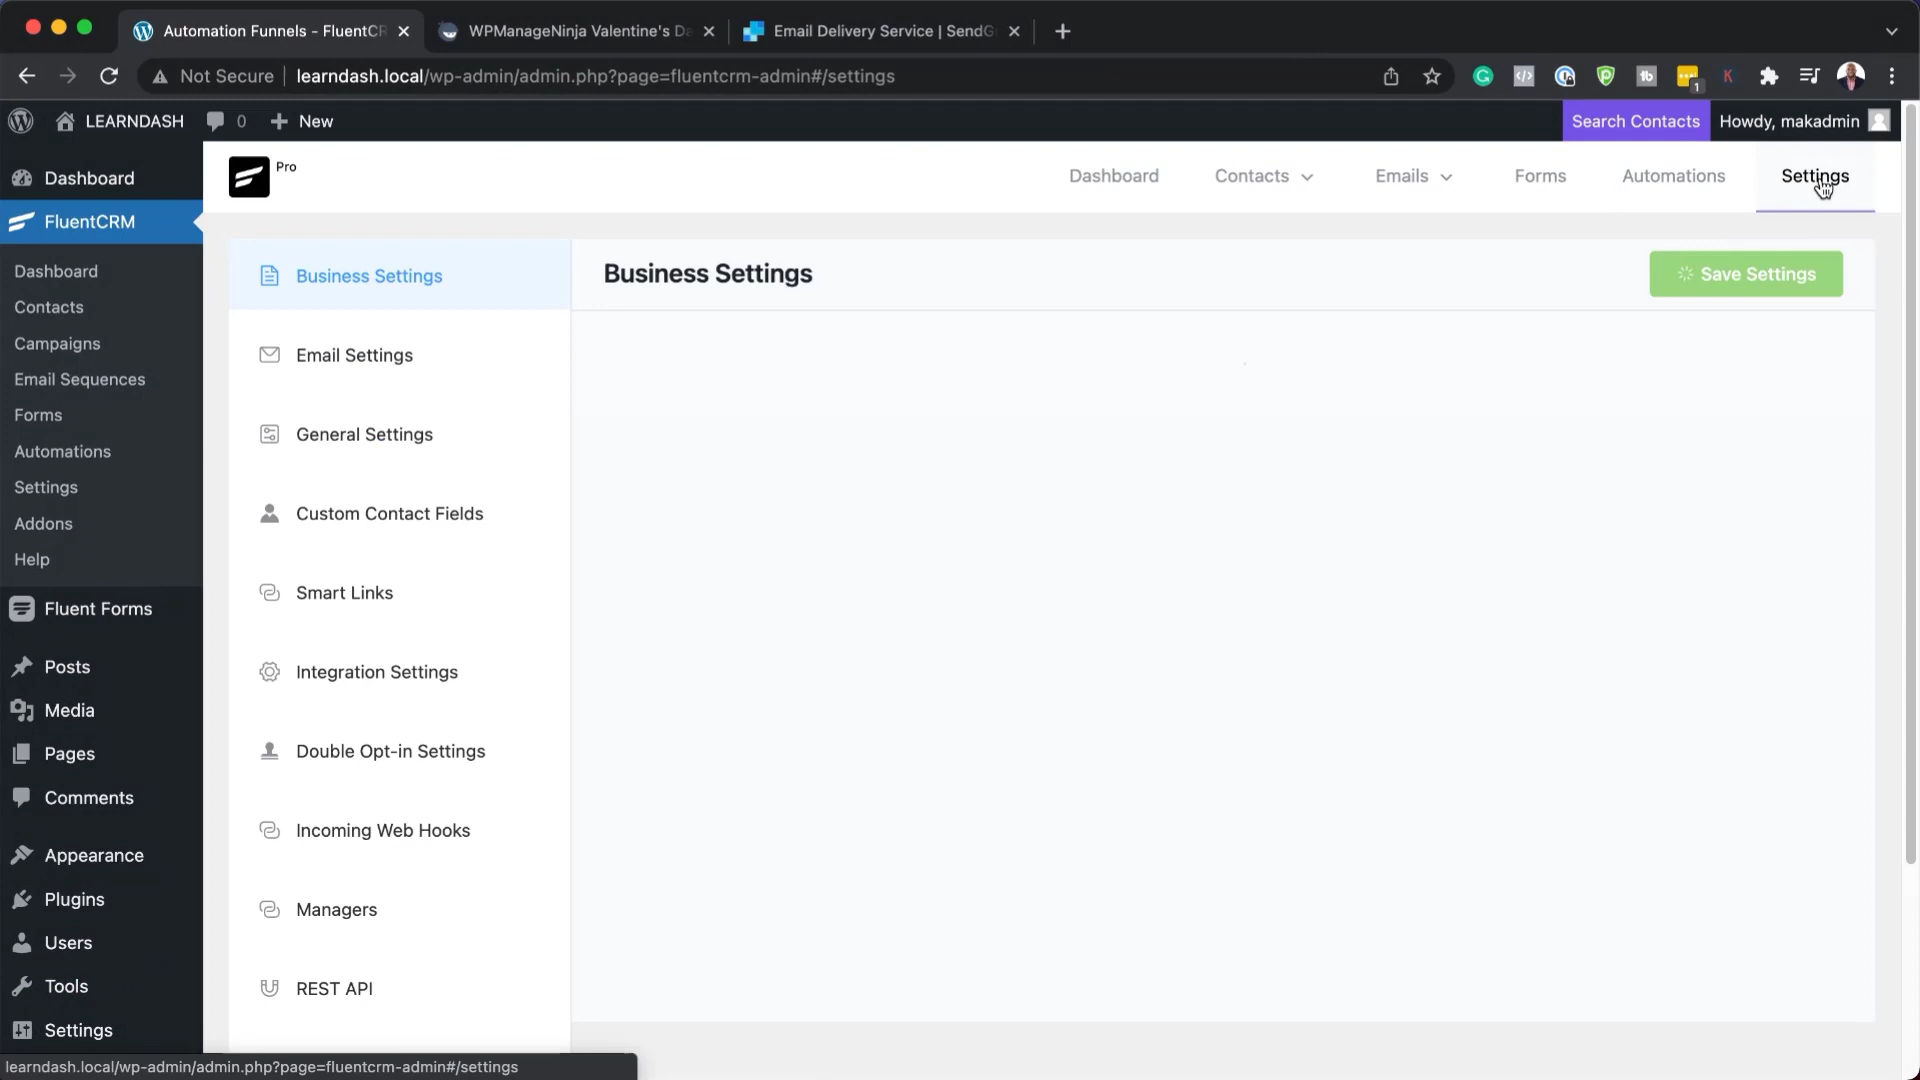 Automation Funnels - FluentCR
WPManageNinja Valentine's Da
Email Delivery Service | SendG
Not Secure
learndash.local/wp-admin/admin.php?page=fluentcrm-admin#/settings
1
LEARNDASH
0
New
Search Contacts
Howdy, makadmin
Dashboard
FluentCRM
Dashboard
Contacts
Campaigns
Email Sequences
Forms
Automations
Settings
Addons
Help
Fluent Forms
Posts
Media
Pages
Comments
Appearance
Plugins
Users
Tools
Settings
Pro
Dashboard
Contacts
Emails
Forms
Automations
Settings
Business Settings
Email Settings
General Settings
Custom Contact Fields
Smart Links
Integration Settings
Double Opt-in Settings
Incoming Web Hooks
Managers
REST API
Business Settings
Save Settings
learndash.local/wp-admin/admin.php?page=fluentcrm-admin#/settings